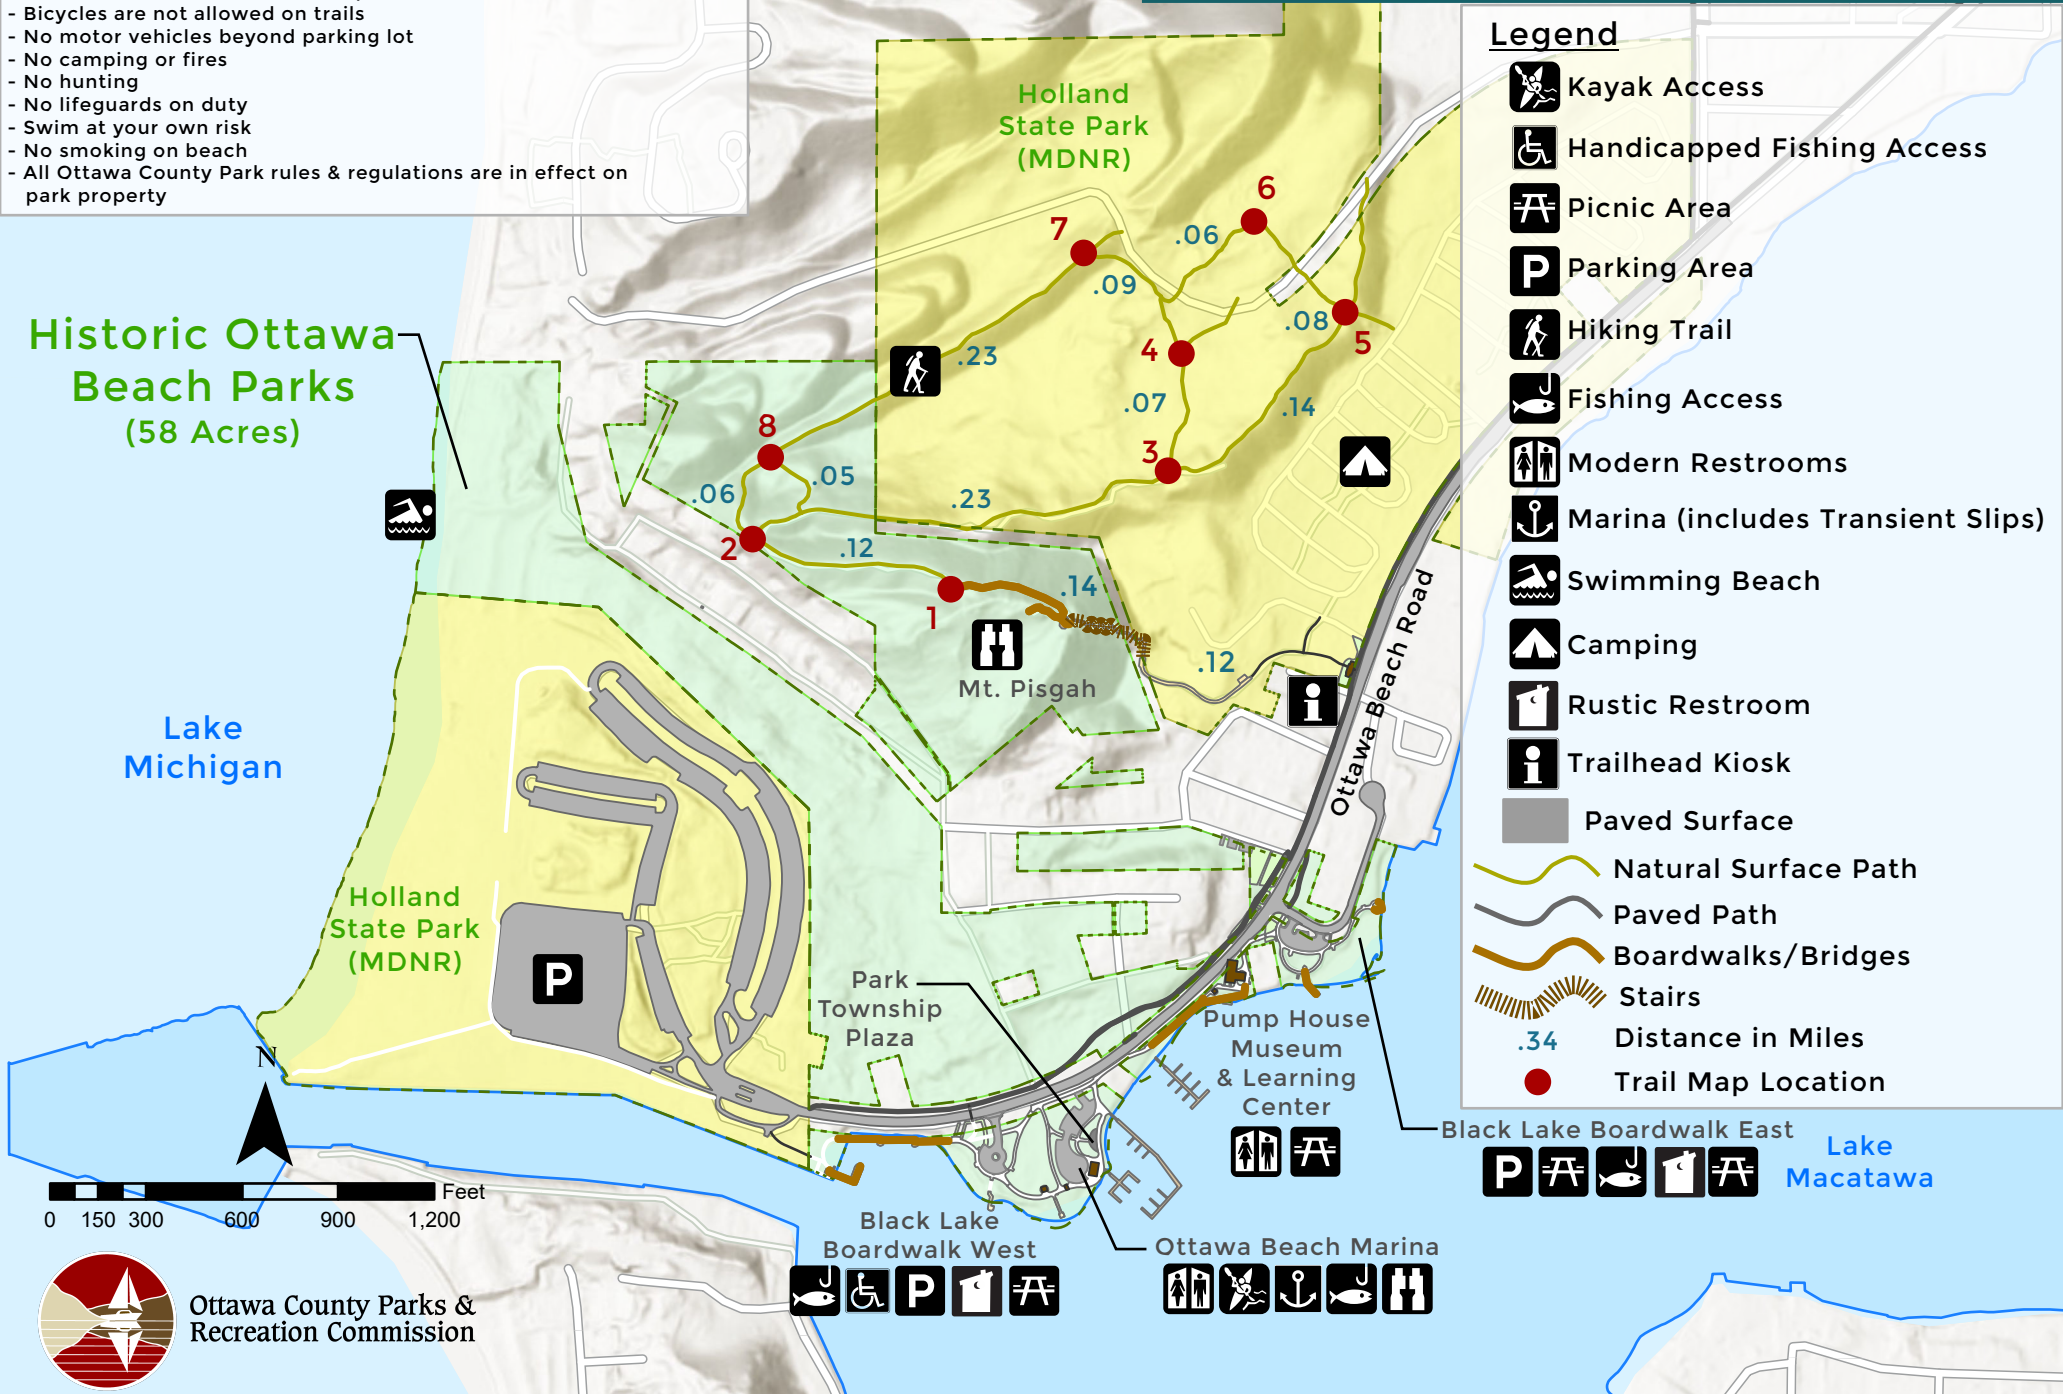 - Bicycles are not allowed on trails
- No motor vehicles beyond parking lot
- No camping or fires
- No hunting
- No lifeguards on duty
- Swim at your own risk
- No smoking on beach
- All Ottawa County Park rules & regulations are in effect on
park property
Legend
Kayak Access
Handicapped Fishing Access
Picnic Area
P Parking Area
Hiking Trail
Fishing Access
Modern Restrooms
Marina (includes Transient Slips)
Swimming Beach
Camping
Rustic Restroom
i Trailhead Kiosk
Paved Surface
Natural Surface Path
Paved Path
Boardwalks/Bridges
Stairs
.34 Distance in Miles
Trail Map Location
Holland
State Park
(MDNR)
6
7
.06
.09
.08
5
4
.23
.07
.14
3
8
.05
.06
.23
2
.12
.14
1
.12
Historic Ottawa
Beach Parks
(58 Acres)
Mt. Pisgah
i
Ottawa Beach Road
Lake
Michigan
Holland
State Park
(MDNR)
P
Park
Township
Plaza
Pump House
Museum
& Learning
Center
Black Lake Boardwalk East
P
Lake
Macatawa
N
Feet
0 150 300 600 900 1,200
Black Lake
Boardwalk West
P
Ottawa Beach Marina
Ottawa County Parks &
Recreation Commission